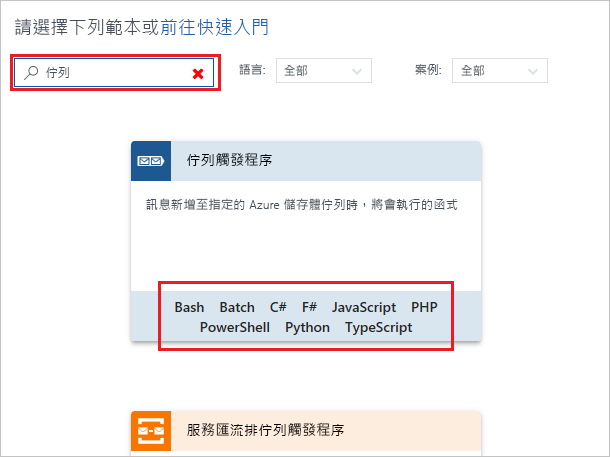 請選擇下列範本或前往快速入門
佇列
語言: 全部
案例: 全部
佇列觸發程序
訊息新增至指定的 Azure 儲存體佇列時，將會執行的函式
Bash Batch C# F# JavaScript PHP
PowerShell Python TypeScript
服務匯流排佇列觸發程序